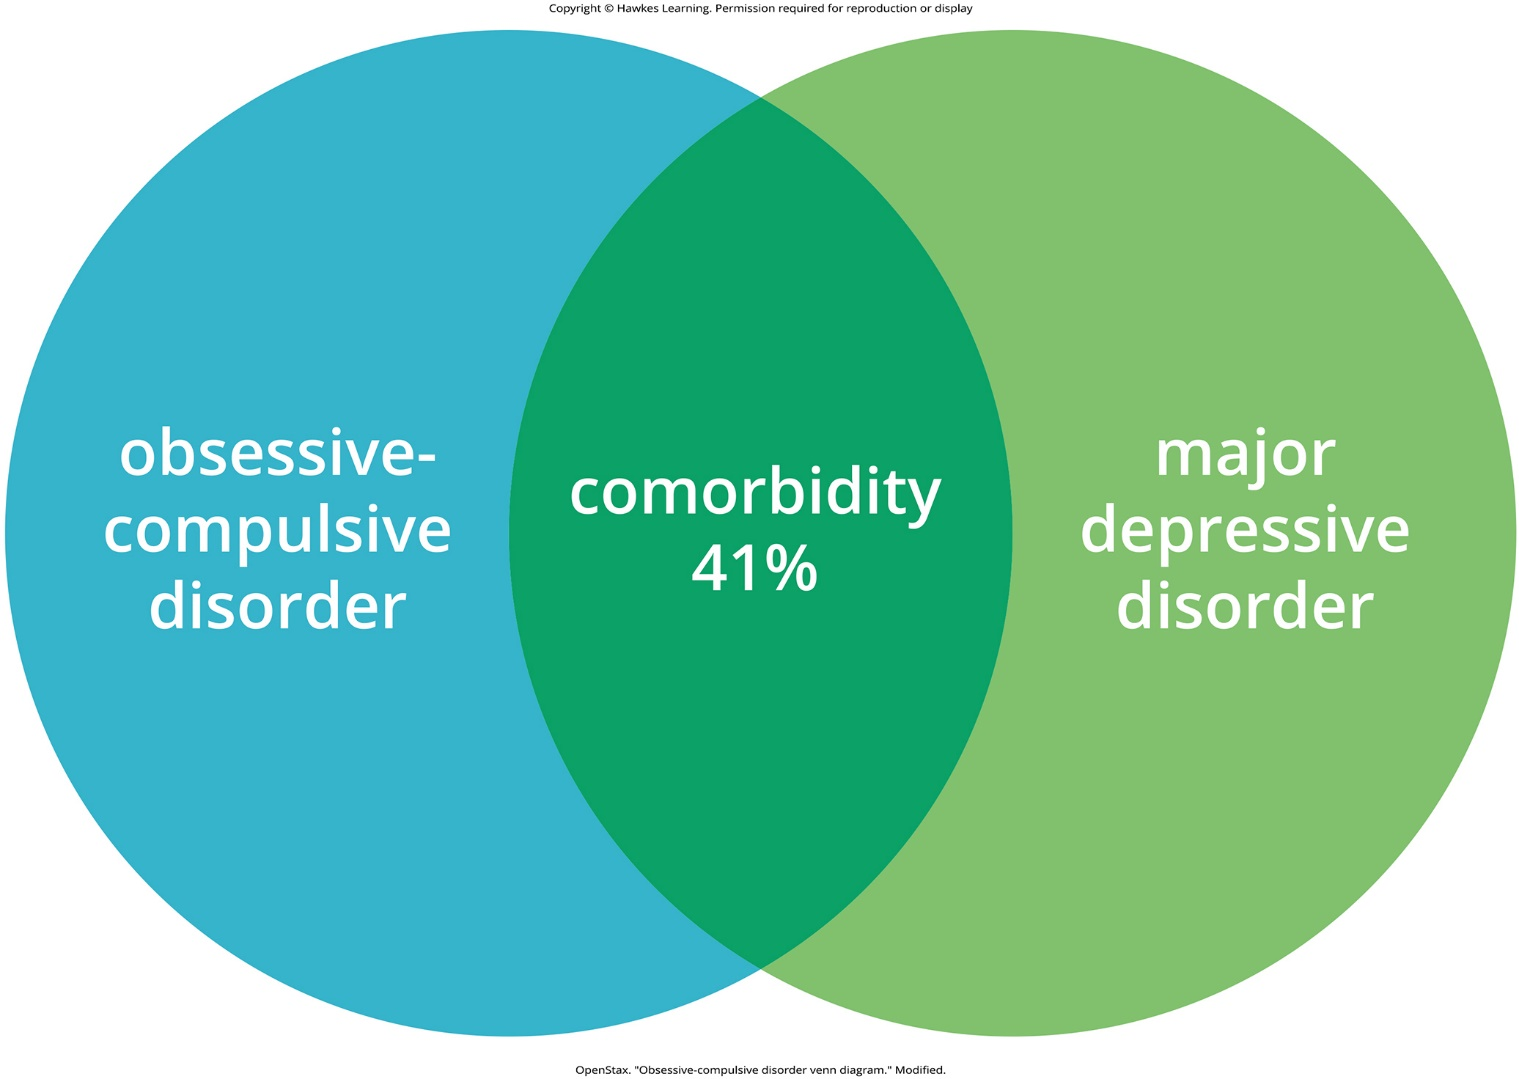 Copyright © Hawkes Learning. Permission required for reproduction or display
obsessive-
compulsive
disorder
comorbidity
41%
major
depressive
disorder
OpenStax. "Obsessive-compulsive disorder venn diagram." Modified.